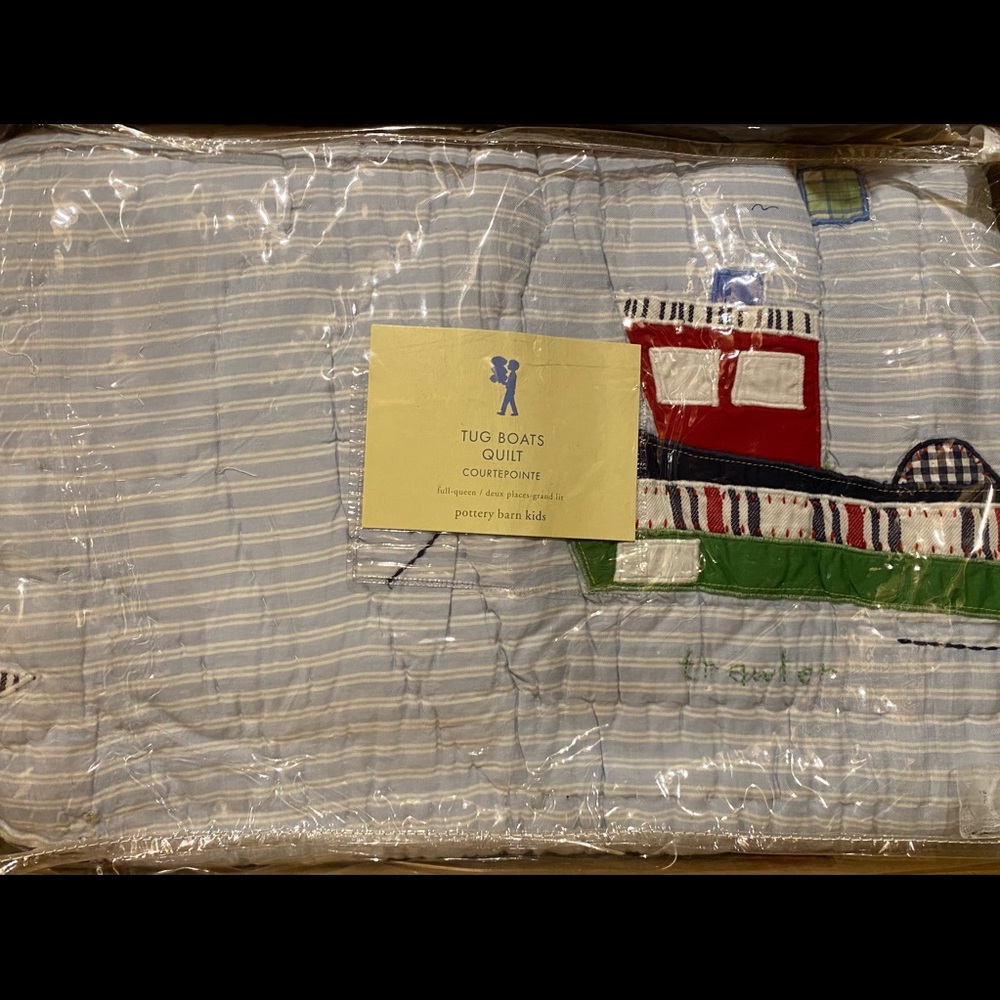 TUG BOATS
QUILT
COURTEPOINTE
full-queen / deux places-grand lit
pottery barn kids
trawler